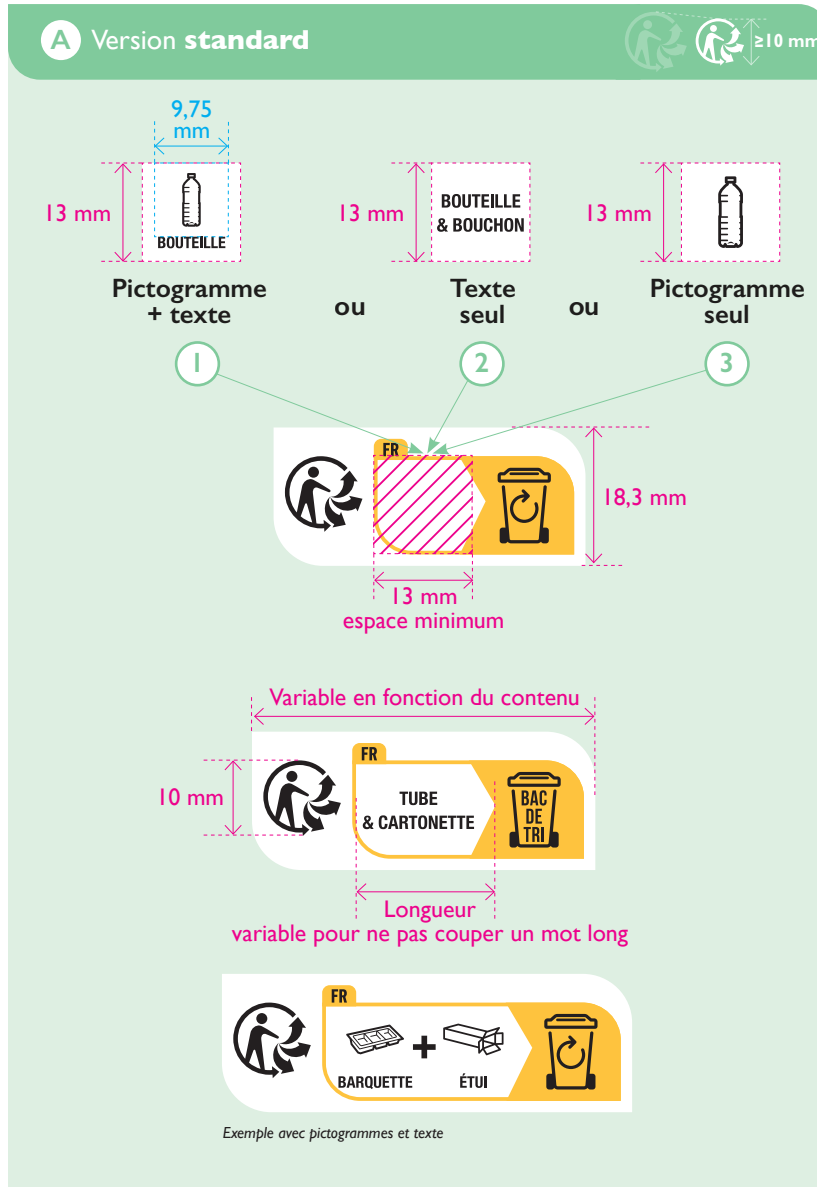 A Version standard
≥10 mm
9,75
mm
13 mm
BOUTEILLE
13 mm
BOUTEILLE
& BOUCHON
13 mm
Pictogramme
+ texte
ou
Texte
seul
ou
Pictogramme
seul
1
2
3
FR
18,3 mm
13 mm
espace minimum
Variable en fonction du contenu
FR
10 mm
TUBE
& CARTONETTE
BAC
DE
TRI
Longueur
variable pour ne pas couper un mot long
FR
+
BARQUETTE
ÉTUI
Exemple avec pictogrammes et texte